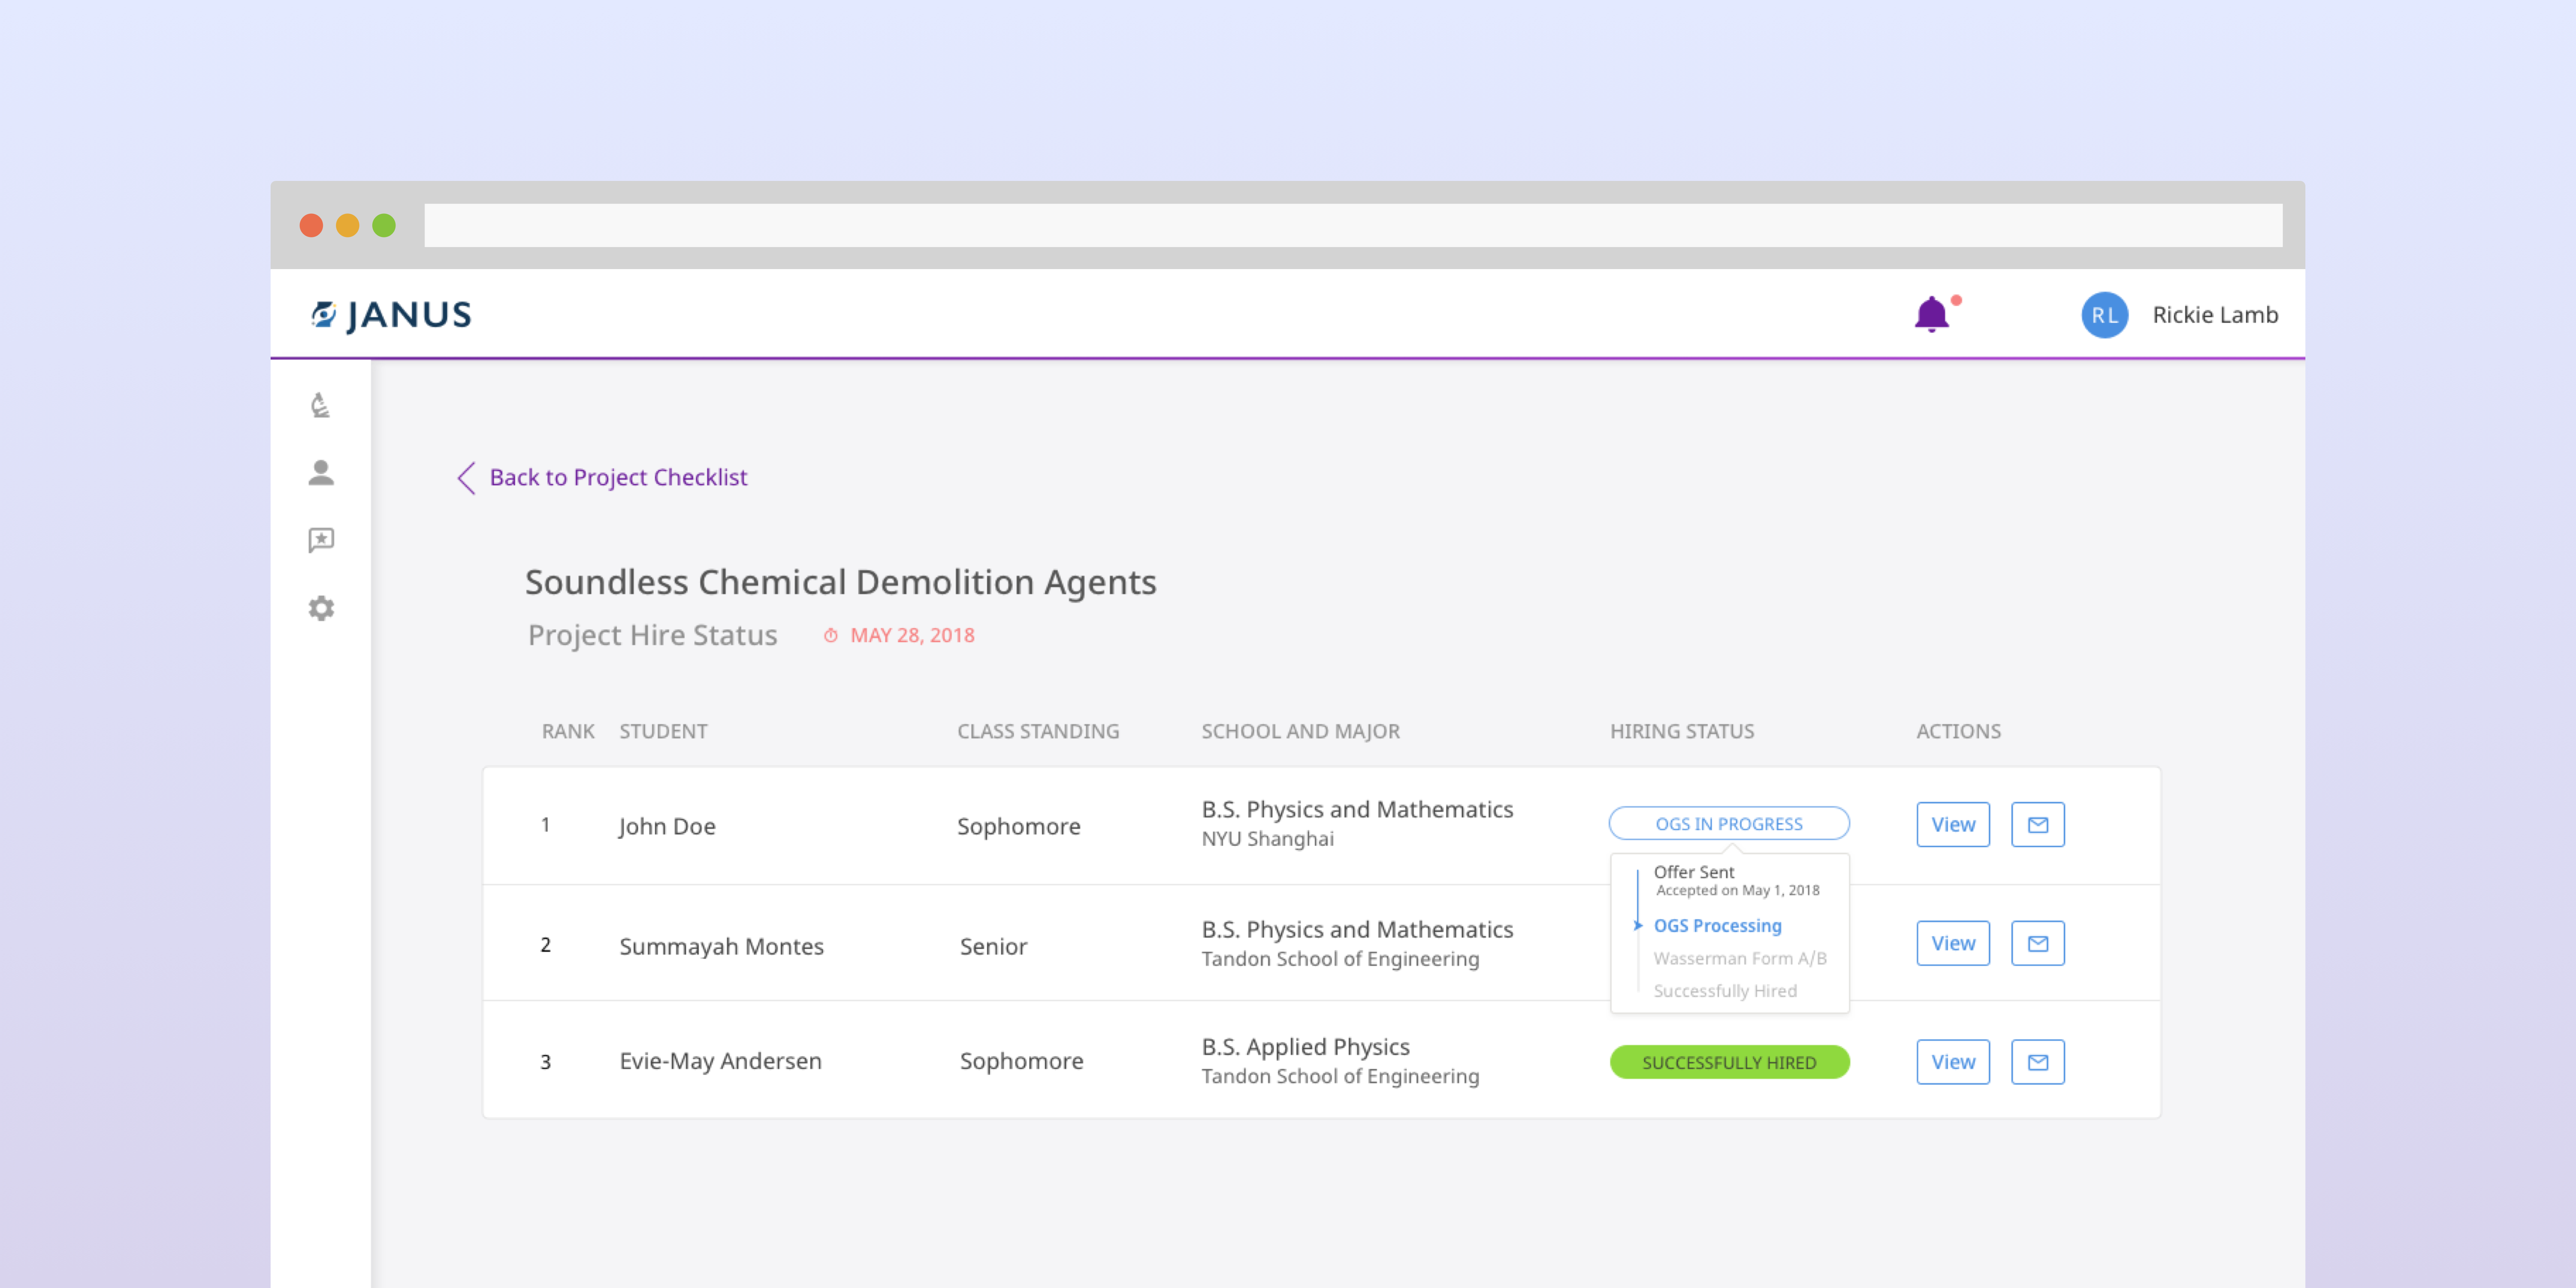 JANUS
RL Rickie Lamb
Back to Project Checklist
Soundless Chemical Demolition Agents
Project Hire Status MAY 28, 2018
RANK STUDENT CLASS STANDING SCHOOL AND MAJOR HIRING STATUS ACTIONS
1 John Doe Sophomore B.S. Physics and Mathematics OGS IN PROGRESS View
NYU Shanghai
Offer Sent
Accepted on May 1, 2018
OGS Processing
Wasserman Form A/B
Successfully Hired
2 Summayah Montes Senior B.S. Physics and Mathematics View
Tandon School of Engineering
3 Evie-May Andersen Sophomore B.S. Applied Physics SUCCESSFULLY HIRED View
Tandon School of Engineering